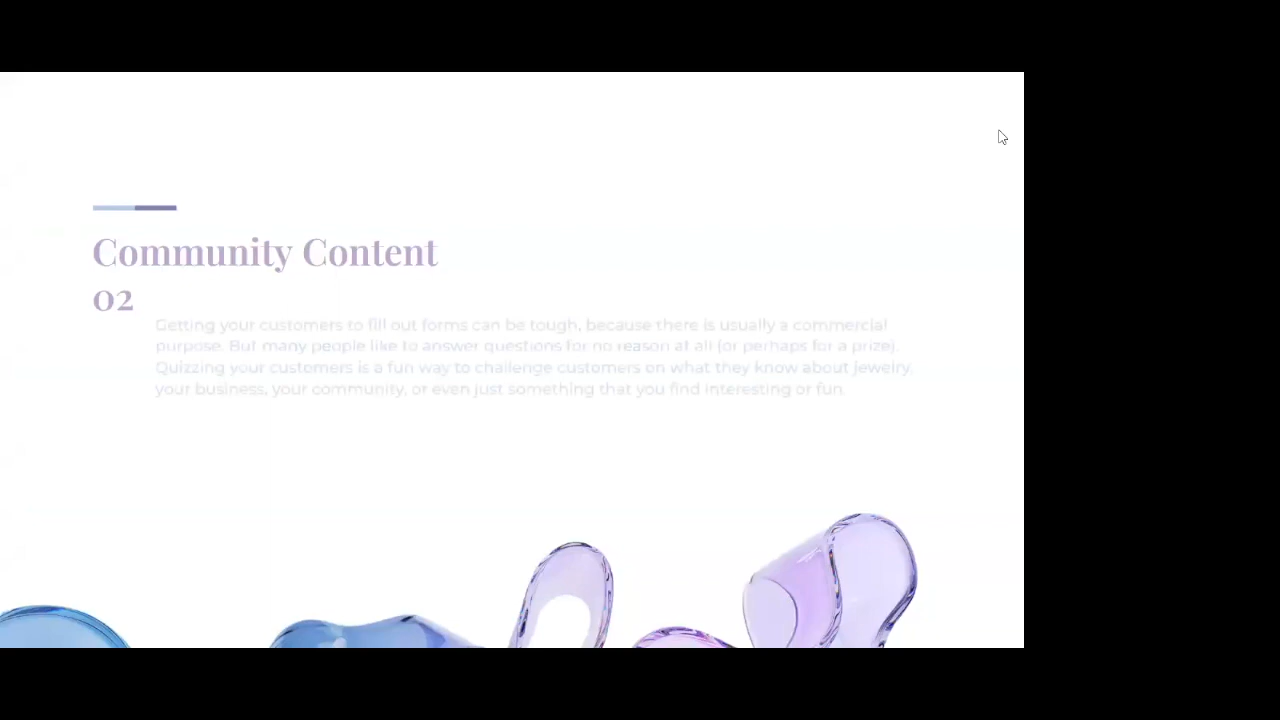 Community Content
02
Getting your customers to fill out forms can be tough, because there is usually a commercial
purpose. But many people like to answer questions for no reason at all (or perhaps for a prize).
Quizzing your customers is a fun way to challenge customers on what they know about jewelry,
your business, your community, or even just something that you find interesting or fun.